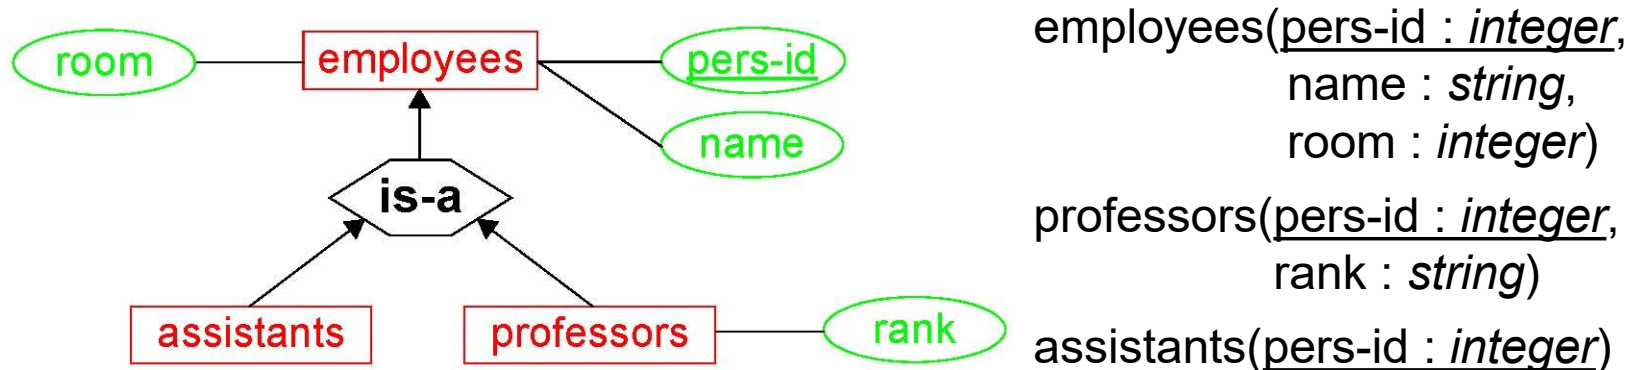 room
employees
pers-id
name
is-a
assistants
professors
rank
employees(pers-id : integer,
name : string,
room : integer)
professors(pers-id : integer,
rank : string)
assistants(pers-id : integer)